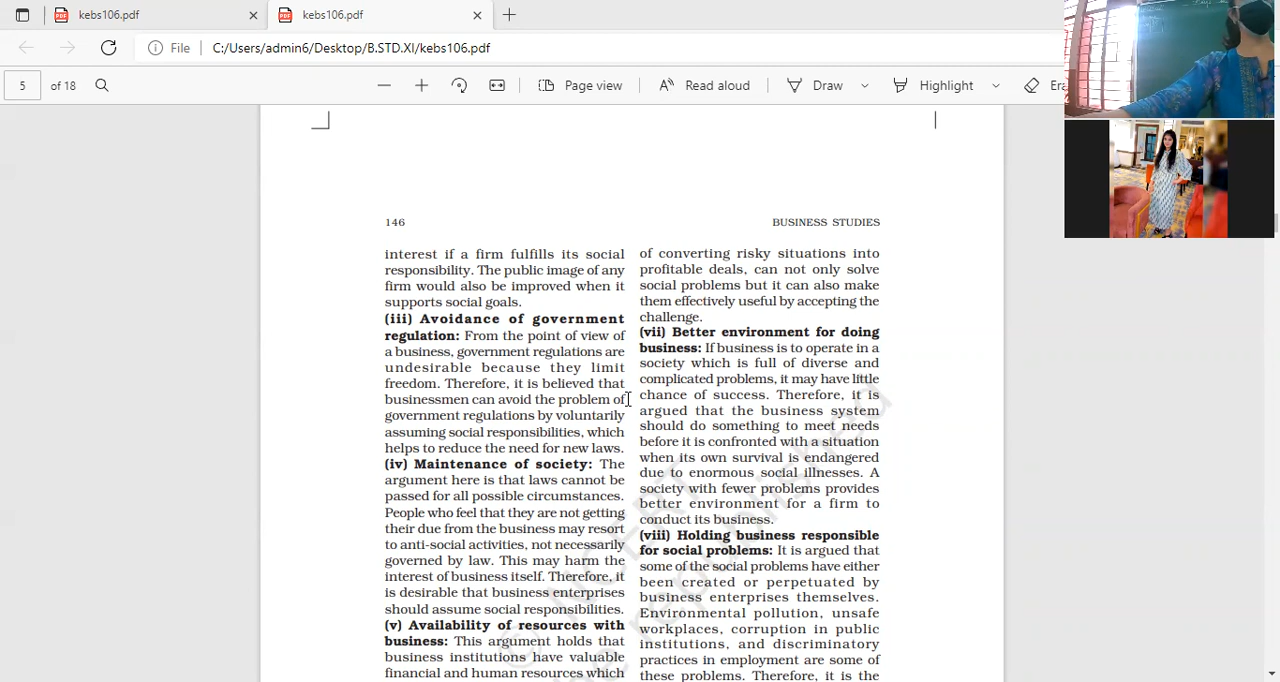 kebs106.pdf
kebs106.pdf
File
C:/Users/admin6/Desktop/B.STD.XI/kebs106.pdf
5
of 18
Page view
Read aloud
Draw
Highlight
146
BUSINESS STUDIES
interest if a firm fulfills its social
responsibility. The public image of any
firm would also be improved when it
supports social goals.
(iii) Avoidance of government
regulation: From the point of view of
a business, government regulations are
undesirable because they limit
freedom. Therefore, it is believed that
businessmen can avoid the problem of
government regulations by voluntarily
assuming social responsibilities, which
helps to reduce the need for new laws.
(iv) Maintenance of society: The
argument here is that laws cannot be
passed for all possible circumstances.
People who feel that they are not getting
their due from the business may resort
to anti-social activities, not necessarily
governed by law. This may harm the
interest of business itself. Therefore, it
is desirable that business enterprises
should assume social responsibilities.
(v) Availability of resources with
business: This argument holds that
business institutions have valuable
financial and human resources which
of converting risky situations into
profitable deals, can not only solve
social problems but it can also make
them effectively useful by accepting the
challenge.
(vii) Better environment for doing
business: If business is to operate in a
society which is full of diverse and
complicated problems, it may have little
chance of success. Therefore, it is
argued that the business system
should do something to meet needs
before it is confronted with a situation
when its own survival is endangered
due to enormous social illnesses. A
society with fewer problems provides
better environment for a firm to
conduct its business.
(viii) Holding business responsible
for social problems: It is argued that
some of the social problems have either
been created or perpetuated by
business enterprises themselves.
Environmental pollution, unsafe
workplaces, corruption in public
institutions, and discriminatory
practices in employment are some of
these problems. Therefore, it is the
© NCERT
be republished